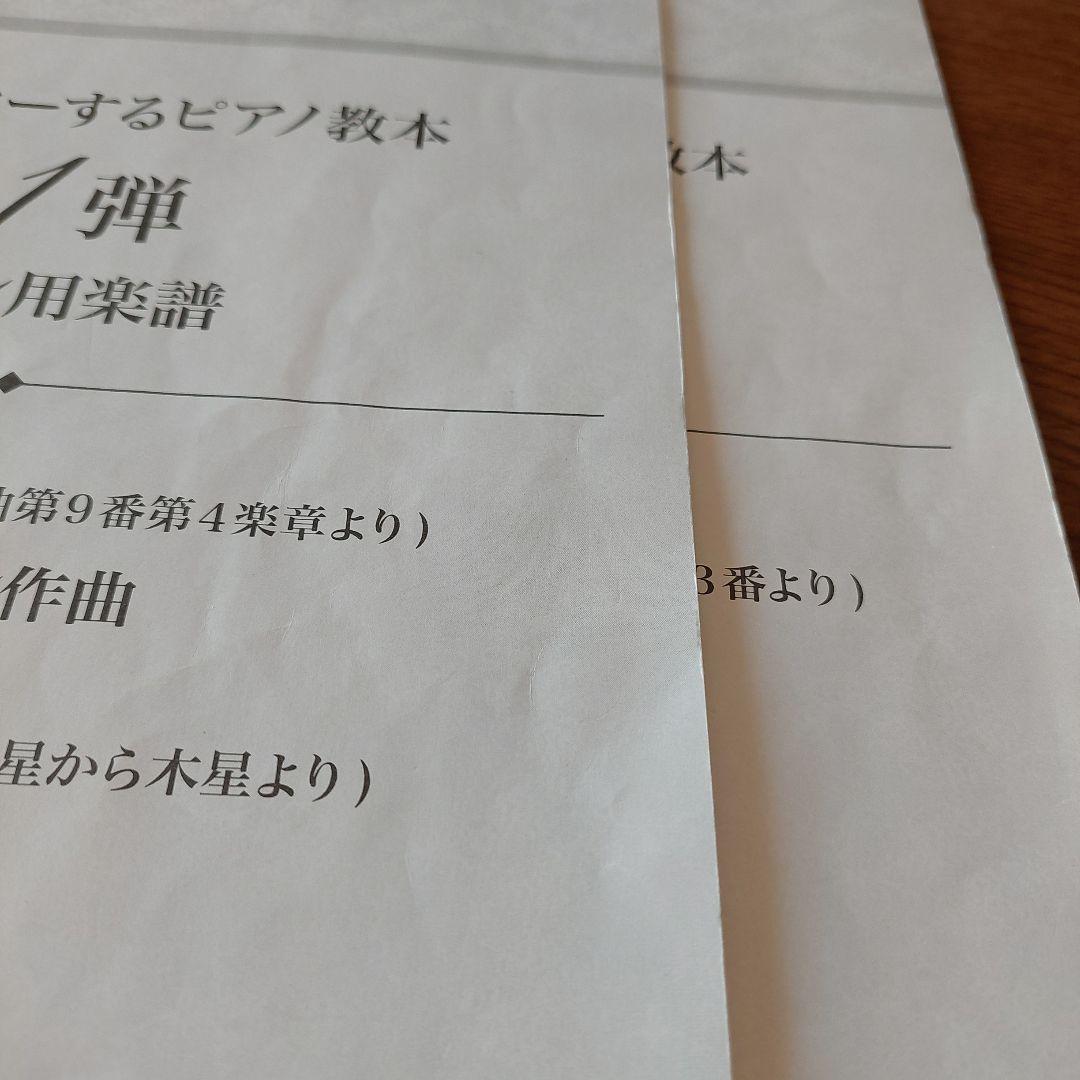 ーするピアノ教本
1弾
用楽譜
曲第9番第4楽章より)
作曲
星から木星より)
教本
3番より)